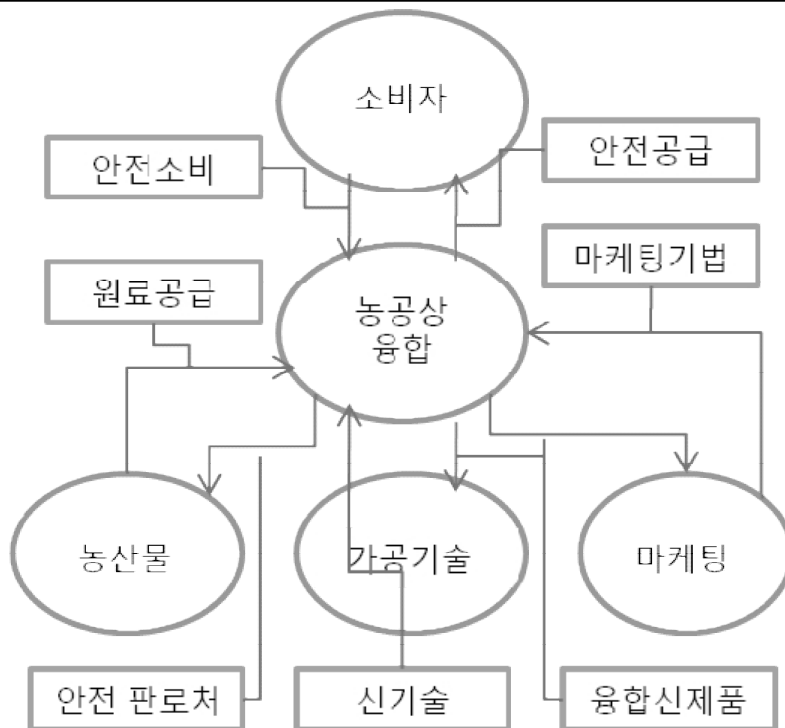 소비자
안전소비
안전공급
마케팅기법
원료공급
농공상
융합
농산물
가공기술
마케팅
안전 판로처
신기술
융합신제품